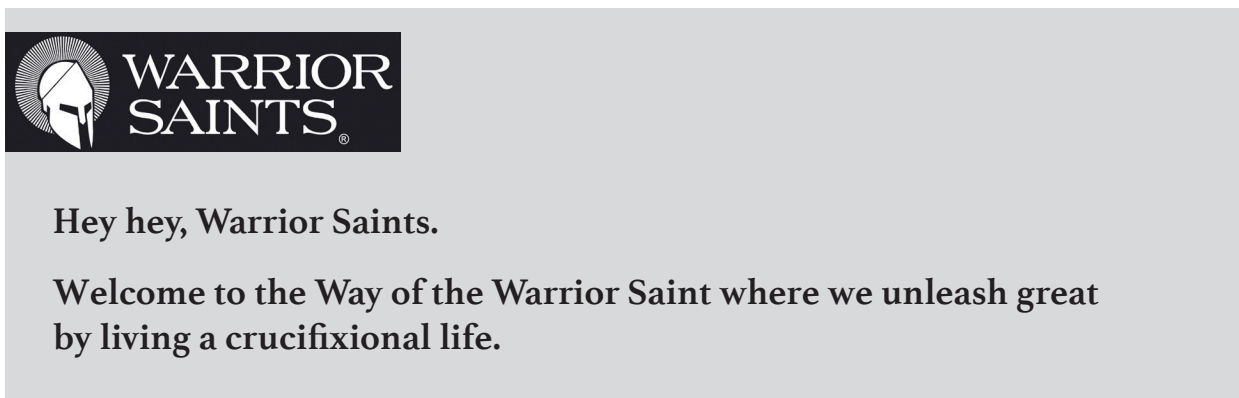 WARRIOR
SAINTS®
Hey hey, Warrior Saints.
Welcome to the Way of the Warrior Saint where we unleash great
by living a crucifixional life.